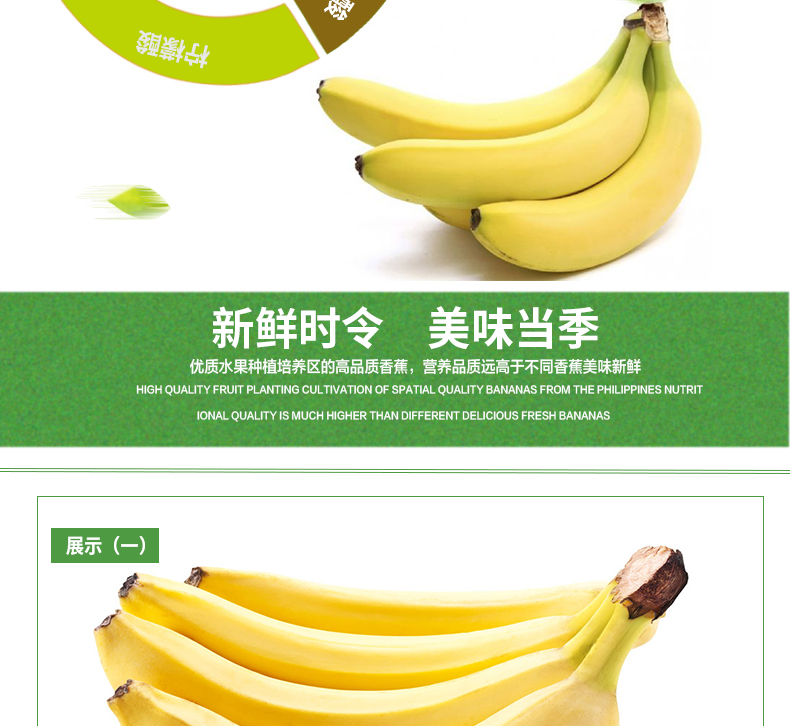 柠檬酸
酸
新鲜时令 美味当季
优质水果种植培养区的高品质香蕉，营养品质远高于不同香蕉美味新鲜
HIGH QUALITY FRUIT PLANTING CULTIVATION OF SPATIAL QUALITY BANANAS FROM THE PHILIPPINES NUTRIT
IONAL QUALITY IS MUCH HIGHER THAN DIFFERENT DELICIOUS FRESH BANANAS
展示（一）